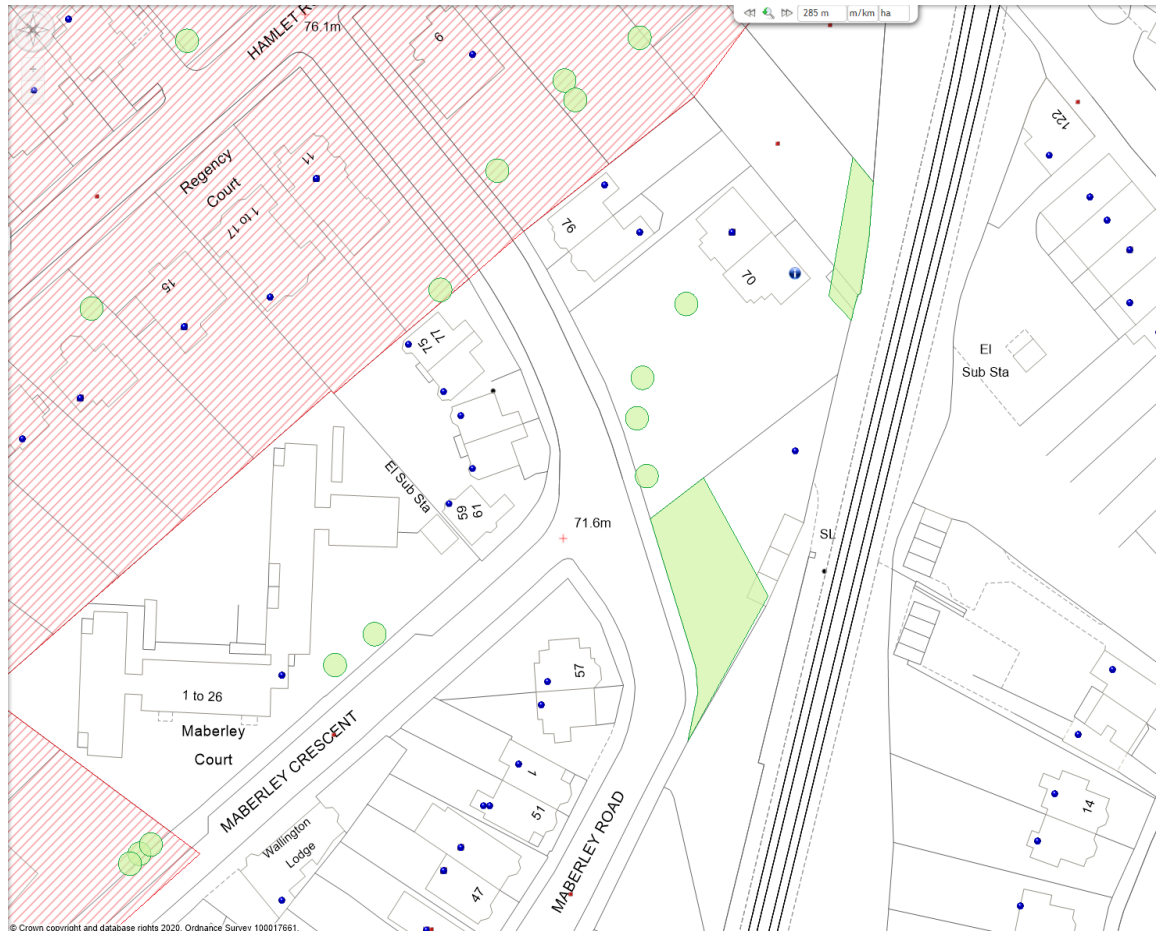 285 m
m/km
ha
HAMLET R
76.1m
6
122
Regency
Court
11
1 to 17
15
76
70
77
75
El
Sub Sta
El Sub Sta
61
59
71.6m
SL
57
1 to 26
Maberley
Court
MABERLEY CRESCENT
1
51
14
Wallington
Lodge
47
MABERLEY ROAD
© Crown copyright and database rights 2020. Ordnance Survey 100017661.